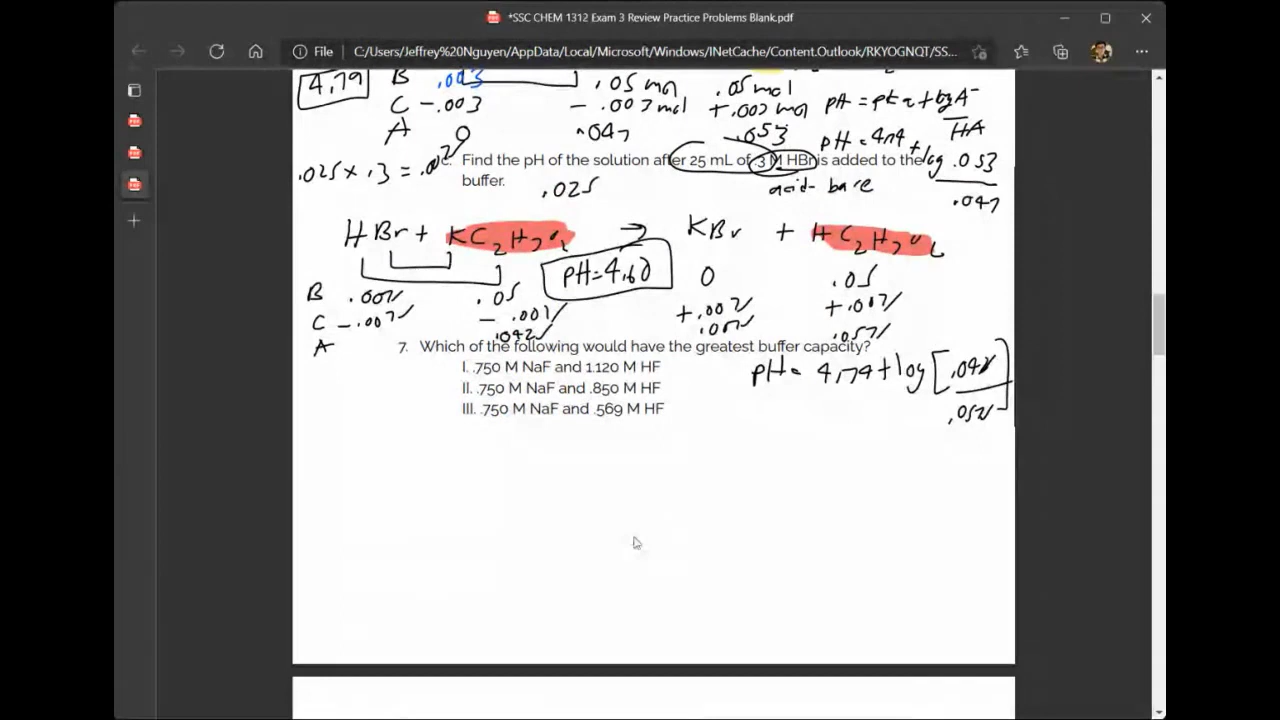 *SSC CHEM 1312 Exam 3 Review Practice Problems Blank.pdf
File C:/Users/Jeffrey%20Nguyen/AppData/Local/Microsoft/Windows/INetCache/Content.Outlook/RKYOGNQT/SS...
4.79 B .003 .05 mol .05 mol
C -.003 -.003 mol +.003 mol pH = pka + log A-
A 0 .047 .053 HA
pH = 4.74 + log .053
.047
.025 x .3 =
c. Find the pH of the solution after 25 mL of .3 M HBr is added to the
buffer. .025 acid-base
HBr + KC2H3O2 → KBr + HC2H3O2
pH=4.60
B .0075 .05 0 .05
C -.0075 -.0075 +.0075 +.0075
A .0425 .0075 .0575
7. Which of the following would have the greatest buffer capacity?
I. .750 M NaF and 1.120 M HF
II. .750 M NaF and .850 M HF
III. .750 M NaF and .569 M HF
pH= 4.74 + log [.0425
.0575]